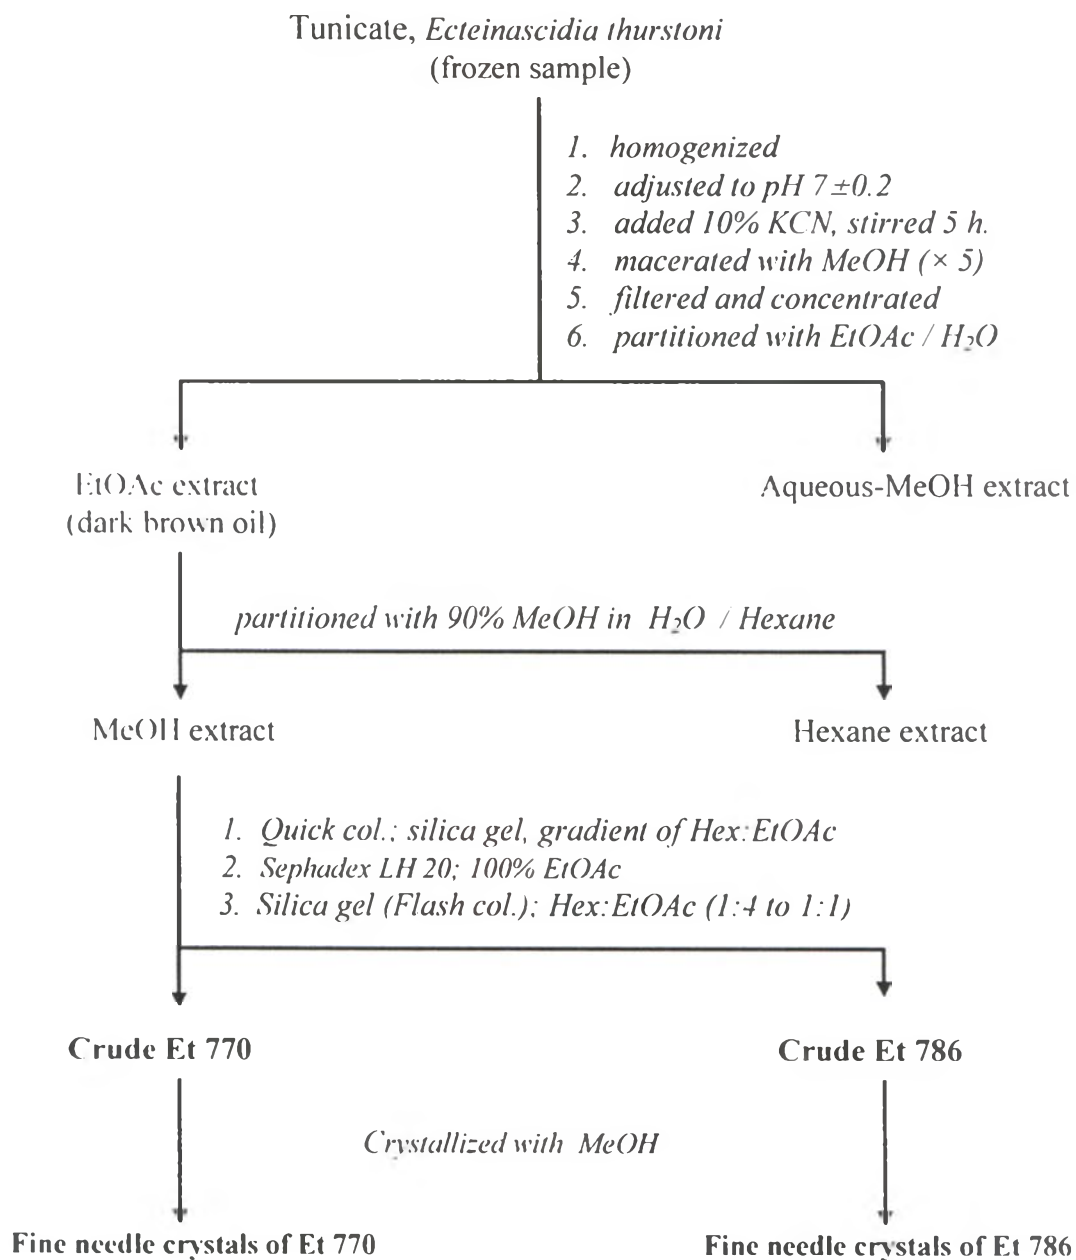 Tunicate, Ecteinascidia thurstoni
(frozen sample)
1. homogenized
2. adjusted to pH 7±0.2
3. added 10% KCN, stirred 5 h.
4. macerated with MeOH (× 5)
5. filtered and concentrated
6. partitioned with EtOAc / H₂O
EtOAc extract
(dark brown oil)
Aqueous-MeOH extract
partitioned with 90% MeOH in H₂O / Hexane
MeOH extract
Hexane extract
1. Quick col.; silica gel, gradient of Hex:EtOAc
2. Sephadex LH 20; 100% EtOAc
3. Silica gel (Flash col.); Hex:EtOAc (1:4 to 1:1)
Crude Et 770
Crude Et 786
Crystallized with MeOH
Fine needle crystals of Et 770
Fine needle crystals of Et 786